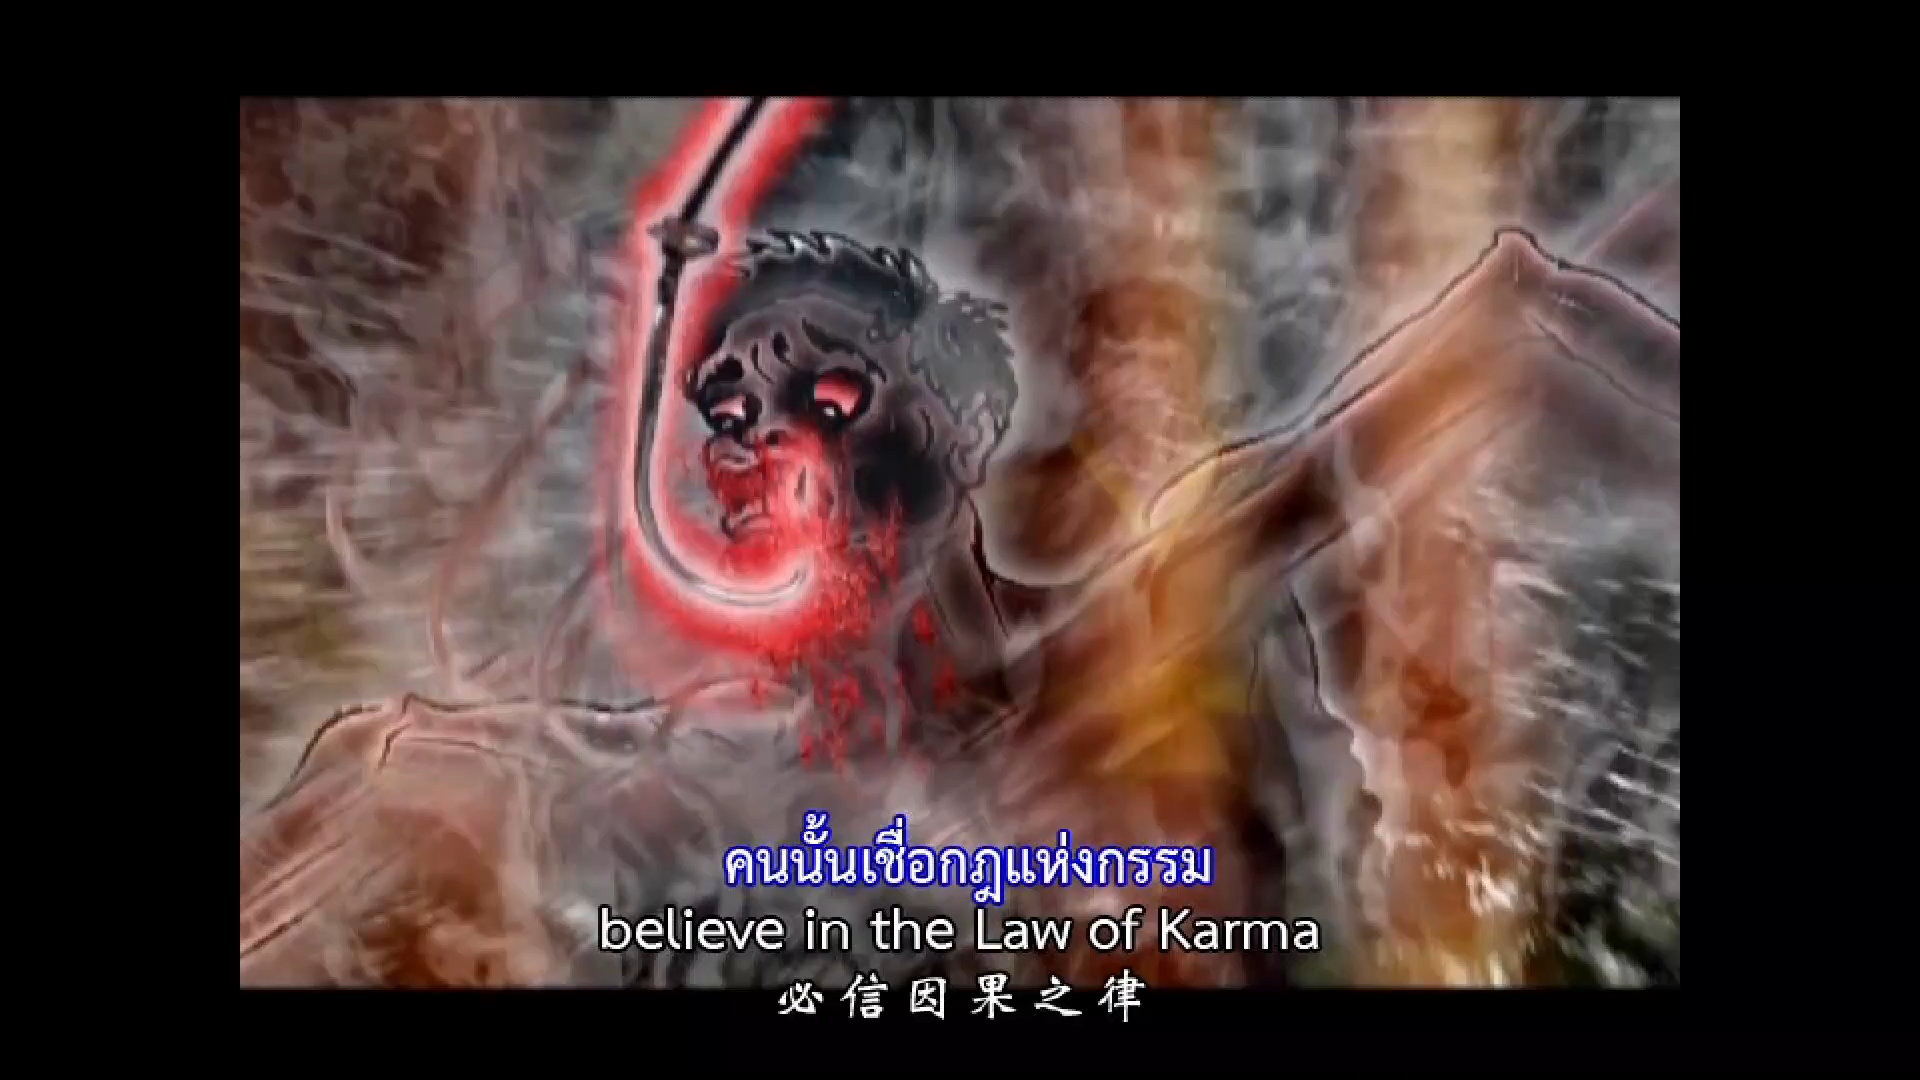 คนนั้นเชื่อกฎแห่งกรรม
believe in the Law of Karma
必信因果之律